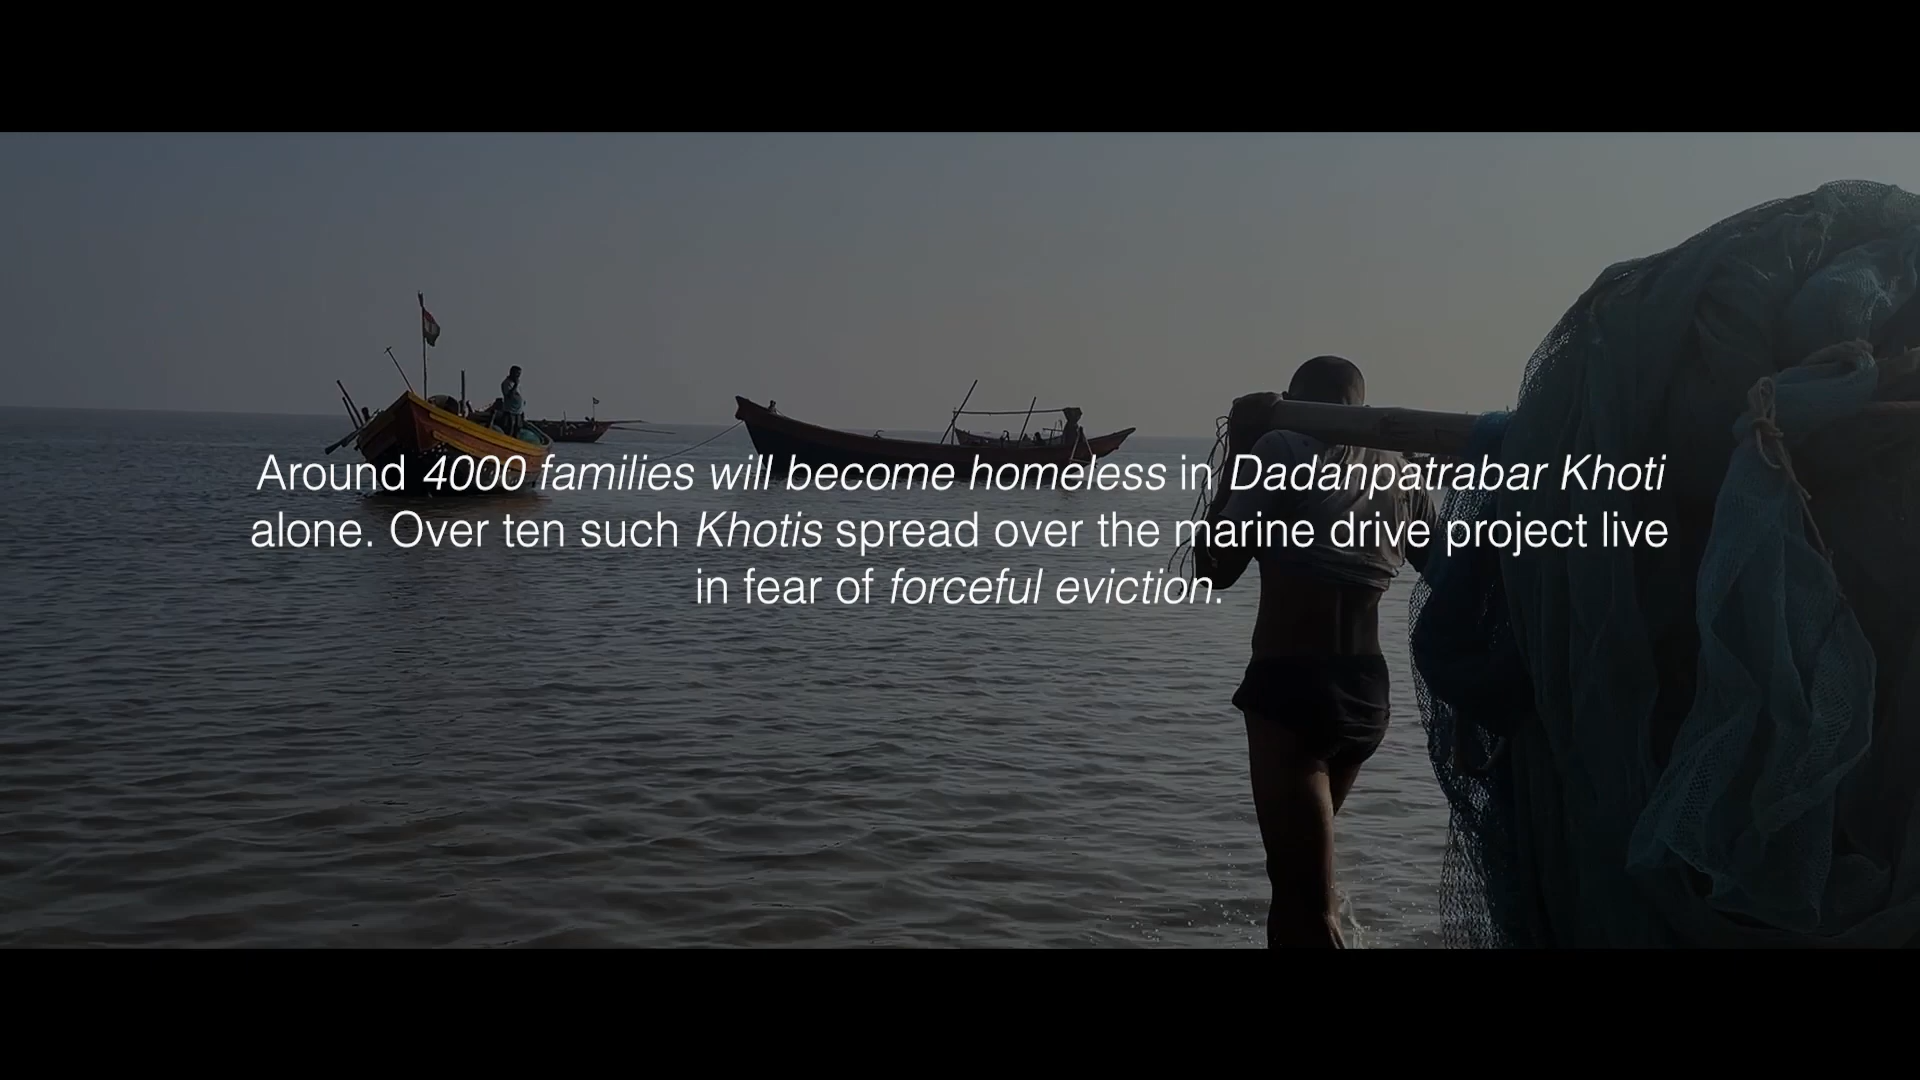 Around 4000 families will become homeless in Dadanpatrabar Khoti
alone. Over ten such Khotis spread over the marine drive project live
in fear of forceful eviction.